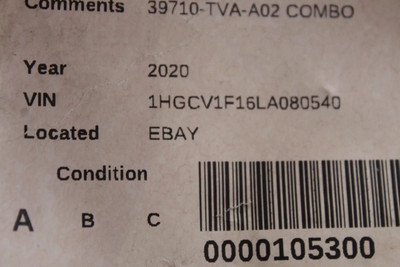 Comments 39710-TVA-A02 COMBO
Year 2020
VIN 1HGCV1F16LA080540
Located EBAY
Condition
A B C
0000105300